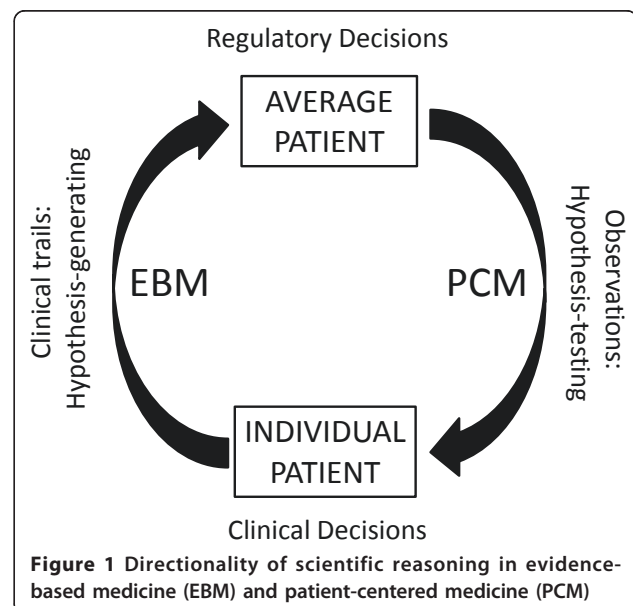 Regulatory Decisions
AVERAGE
PATIENT
Clinical trails:
Hypothesis-generating
EBM
PCM
Observations:
Hypothesis-testing
INDIVIDUAL
PATIENT
Clinical Decisions
Figure 1 Directionality of scientific reasoning in evidence-
based medicine (EBM) and patient-centered medicine (PCM)